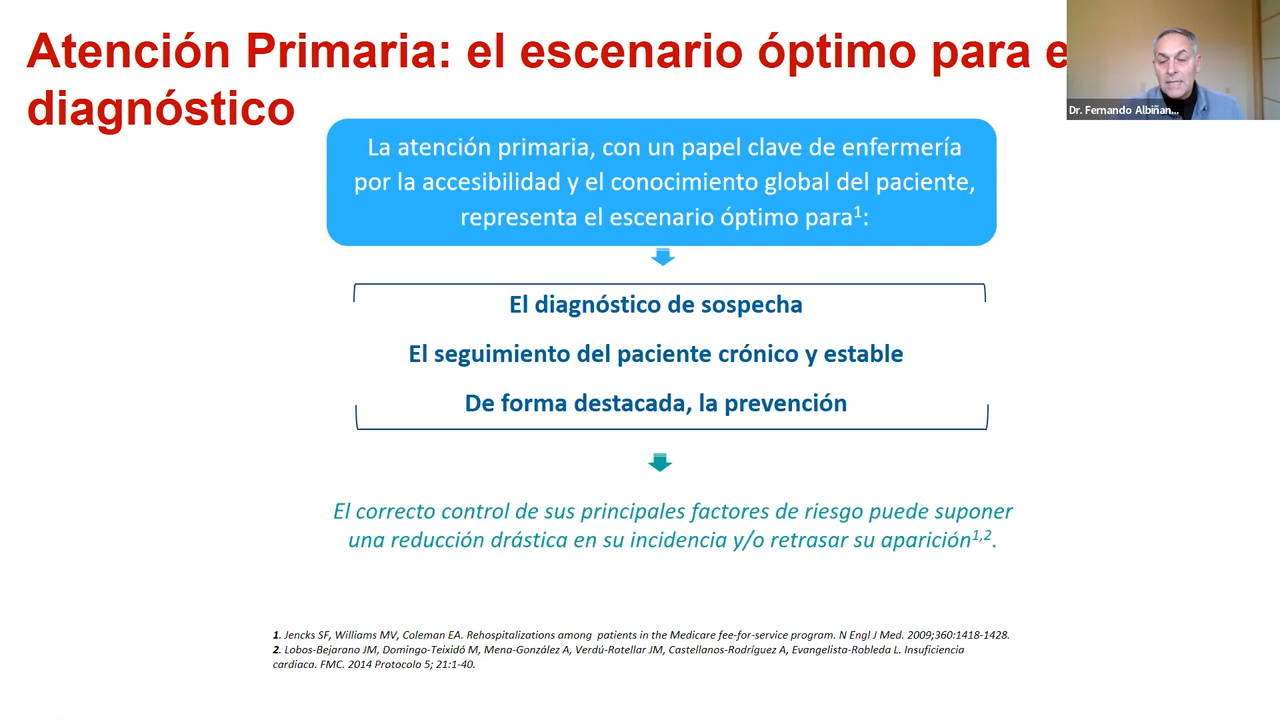 Atención Primaria: el escenario óptimo para e
diagnóstico
Dr. Fernando Albiñan...
La atención primaria, con un papel clave de enfermería
por la accesibilidad y el conocimiento global del paciente,
representa el escenario óptimo para1:
El diagnóstico de sospecha
El seguimiento del paciente crónico y estable
De forma destacada, la prevención
El correcto control de sus principales factores de riesgo puede suponer
una reducción drástica en su incidencia y/o retrasar su aparición1,2.
1. Jencks SF, Williams MV, Coleman EA. Rehospitalizations among patients in the Medicare fee-for-service program. N Engl J Med. 2009;360:1418-1428.
2. Lobos-Bejarano JM, Domingo-Teixidó M, Mena-González A, Verdú-Rotellar JM, Castellanos-Rodríguez A, Evangelista-Robleda L. Insuficiencia
cardiaca. FMC. 2014 Protocolo 5; 21:1-40.